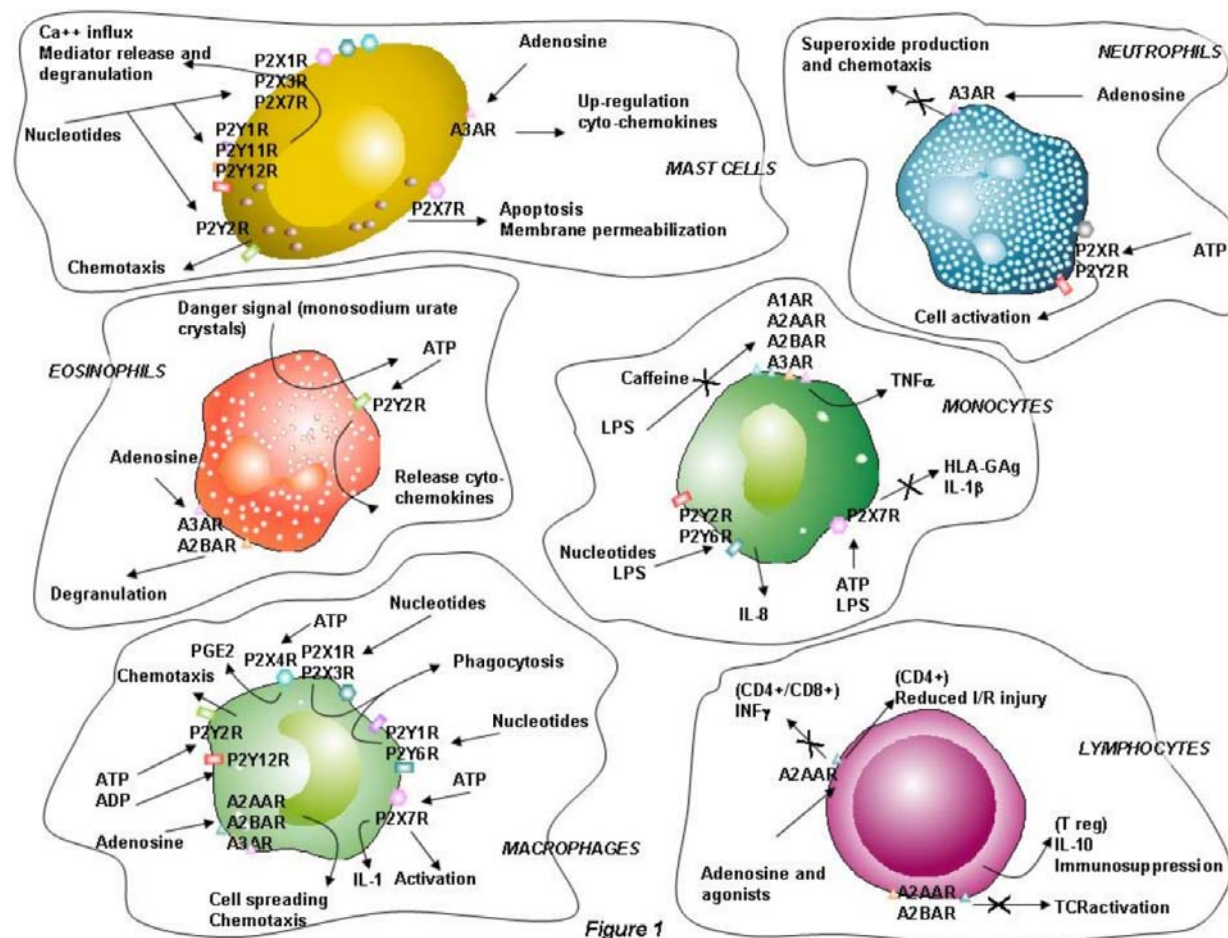 Ca++ influx
Mediator release and
degranulation
P2X1R
P2X3R
P2X7R
Nucleotides
P2Y1R
P2Y11R
P2Y12R
P2Y2R
Chemotaxis
Adenosine
A3AR
Up-regulation
cyto-chemokines
MAST CELLS
P2X7R
Apoptosis
Membrane permeabilization
Superoxide production
and chemotaxis
NEUTROPHILS
A3AR
Adenosine
P2XR
P2Y2R
ATP
Cell activation
Danger signal (monosodium urate
crystals)
EOSINOPHILS
ATP
P2Y2R
Adenosine
Release cyto-
chemokines
A3AR
A2BAR
Degranulation
A1AR
A2AAR
A2BAR
A3AR
Caffeine
TNFα
MONOCYTES
LPS
HLA-GAg
IL-1β
P2X7R
P2Y2R
P2Y6R
Nucleotides
LPS
ATP
LPS
IL-8
Nucleotides
ATP
PGE2
P2X4R
P2X1R
P2X3R
Phagocytosis
Chemotaxis
P2Y2R
P2Y1R
P2Y6R
Nucleotides
P2Y12R
ATP
ADP
ATP
A2AAR
A2BAR
A3AR
P2X7R
Adenosine
MACROPHAGES
IL-1
Activation
Cell spreading
Chemotaxis
(CD4+/CD8+)
INFγ
(CD4+)
Reduced I/R injury
LYMPHOCYTES
A2AAR
(T reg)
IL-10
Immunosuppression
Adenosine and
agonists
A2AAR
A2BAR
TCRactivation
Figure 1